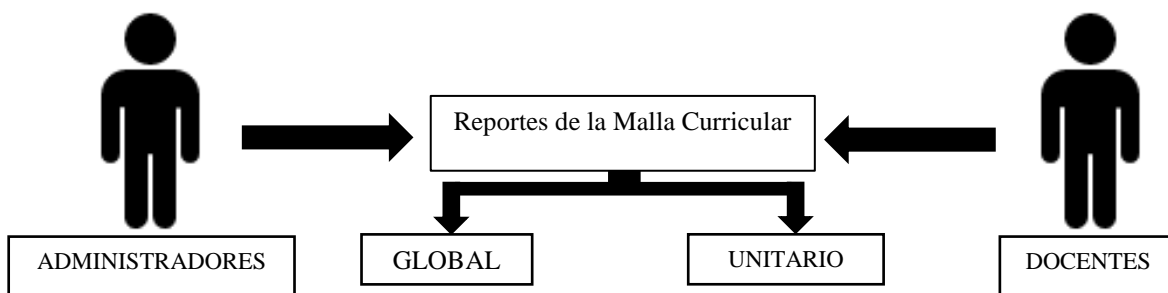 Reportes de la Malla Curricular
ADMINISTRADORES
GLOBAL
UNITARIO
DOCENTES